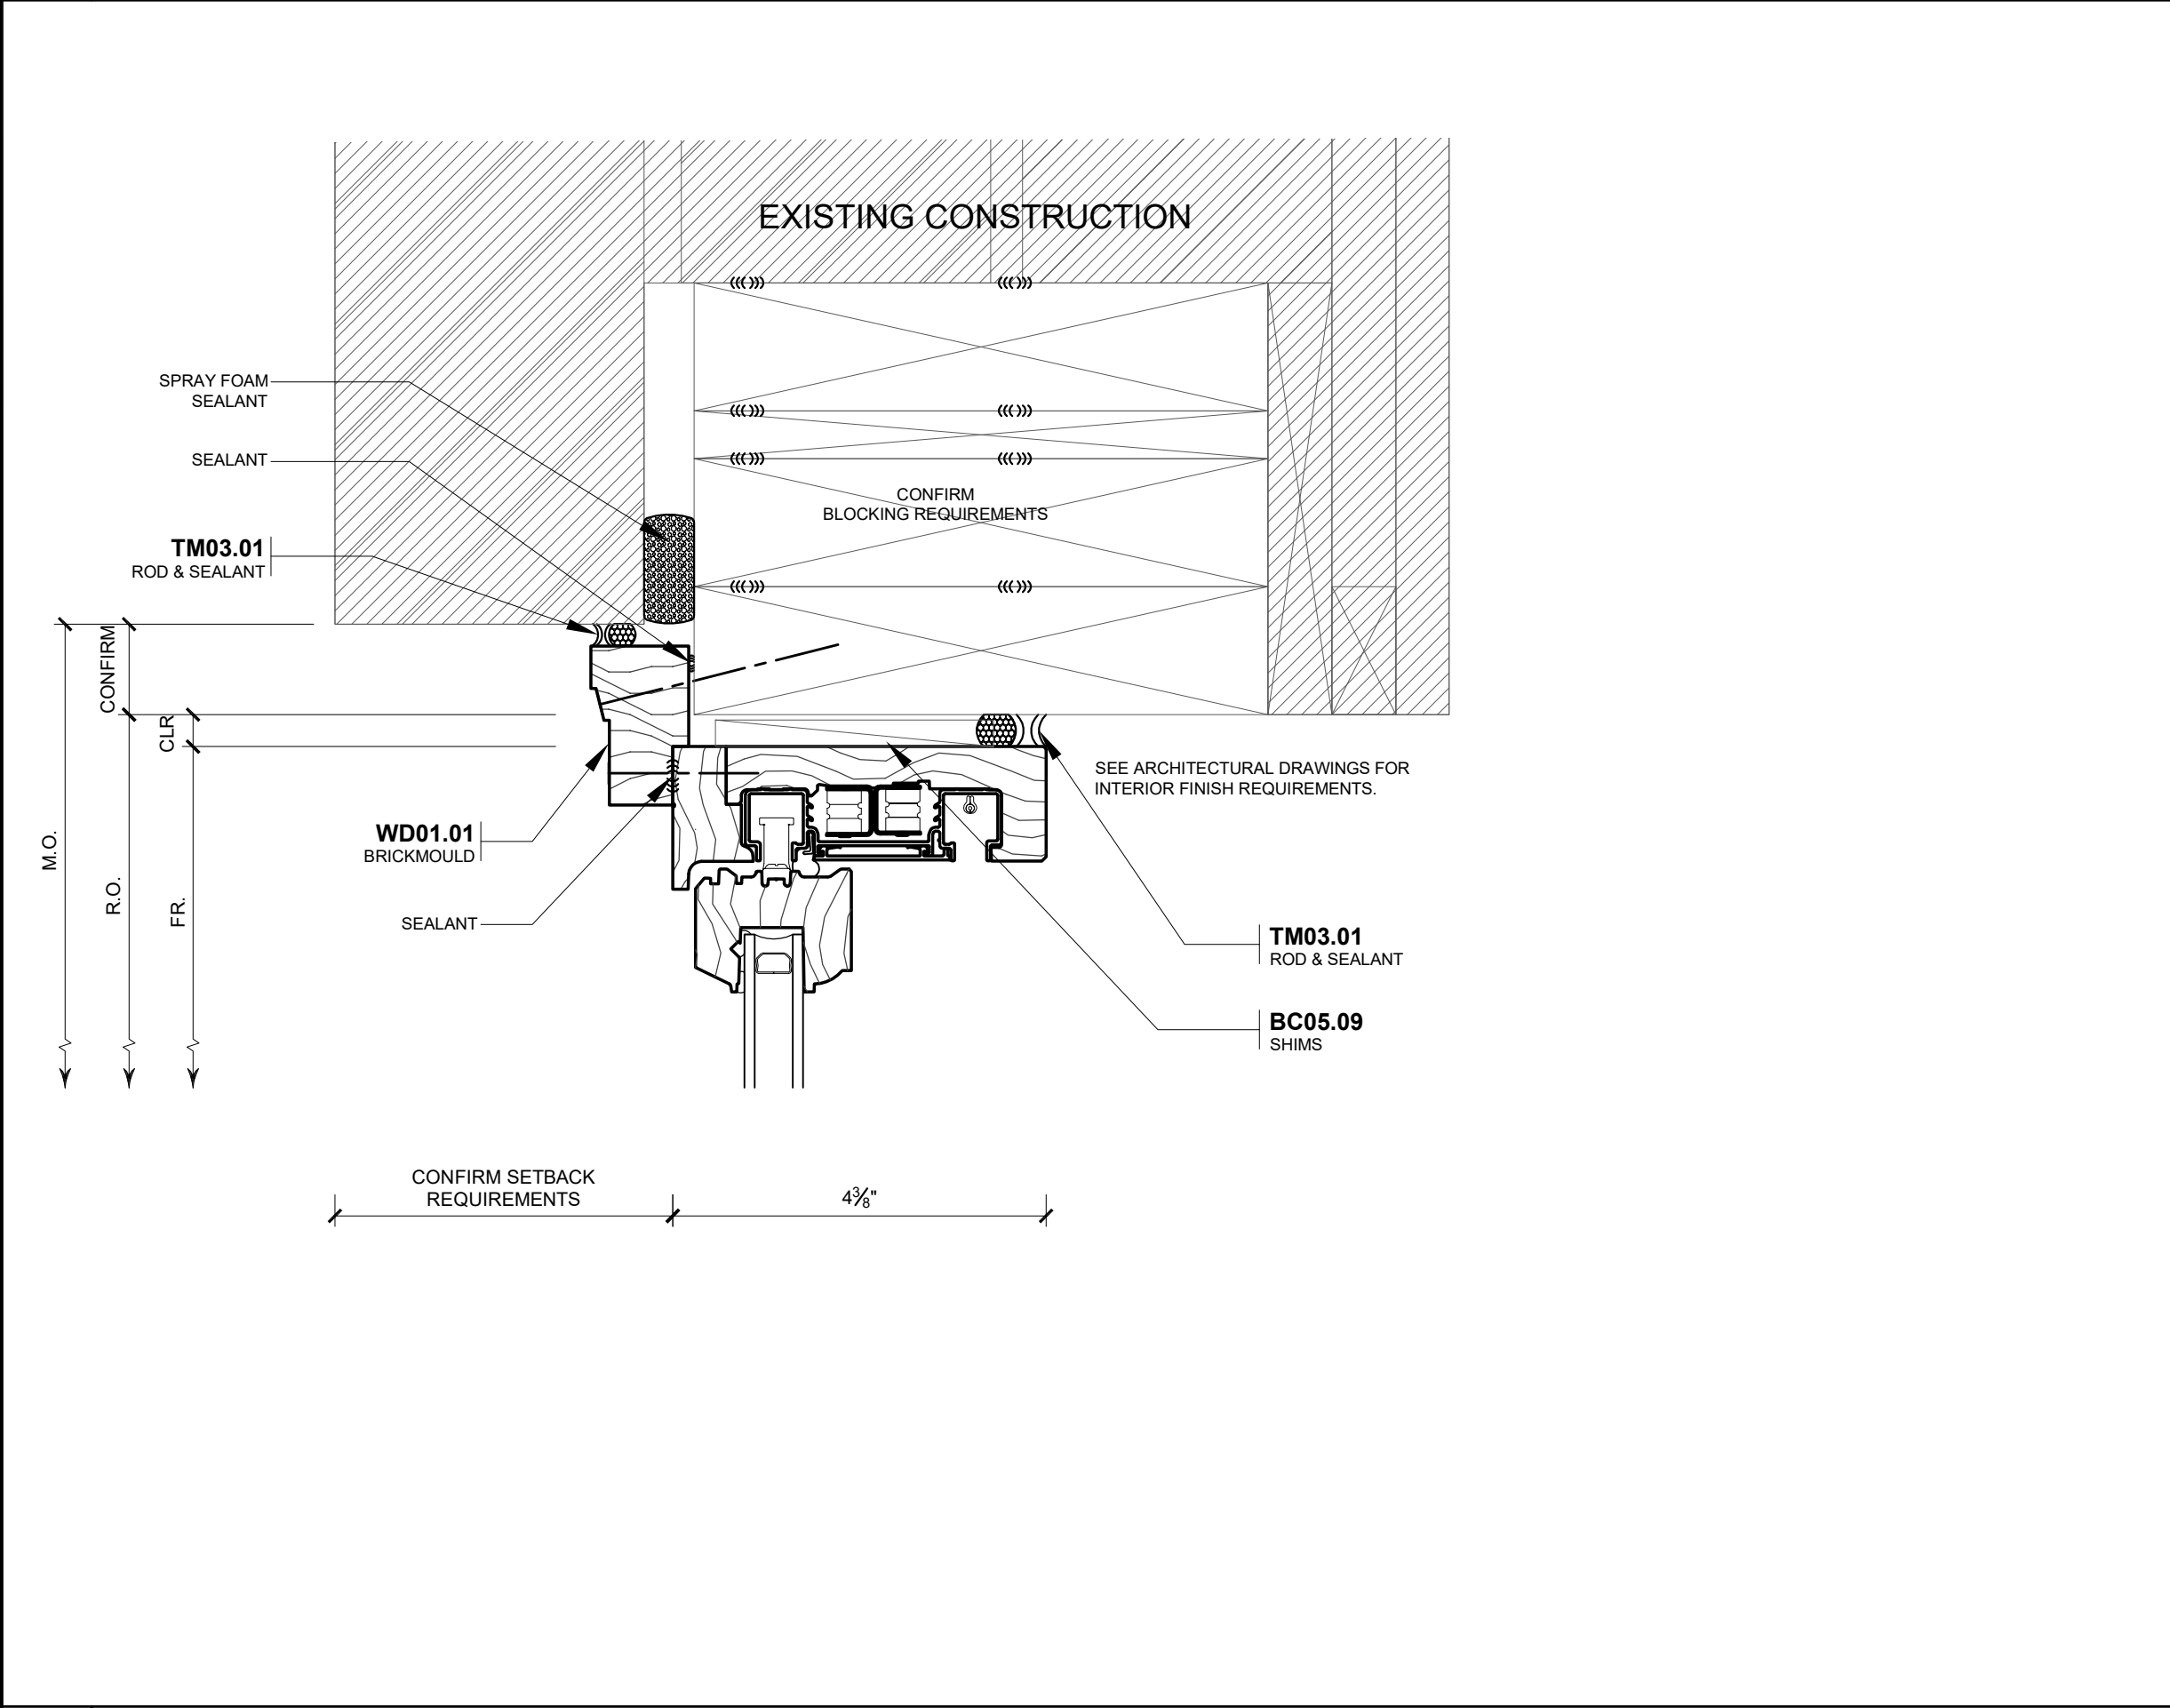 EXISTING CONSTRUCTION
SPRAY FOAM
SEALANT
SEALANT
CONFIRM
BLOCKING REQUIREMENTS
TM03.01
ROD & SEALANT
CONFIRM
CLR
M.O.
R.O.
FR.
SEE ARCHITECTURAL DRAWINGS FOR
INTERIOR FINISH REQUIREMENTS.
WD01.01
BRICKMOULD
SEALANT
TM03.01
ROD & SEALANT
BC05.09
SHIMS
CONFIRM SETBACK
REQUIREMENTS
4⅜"